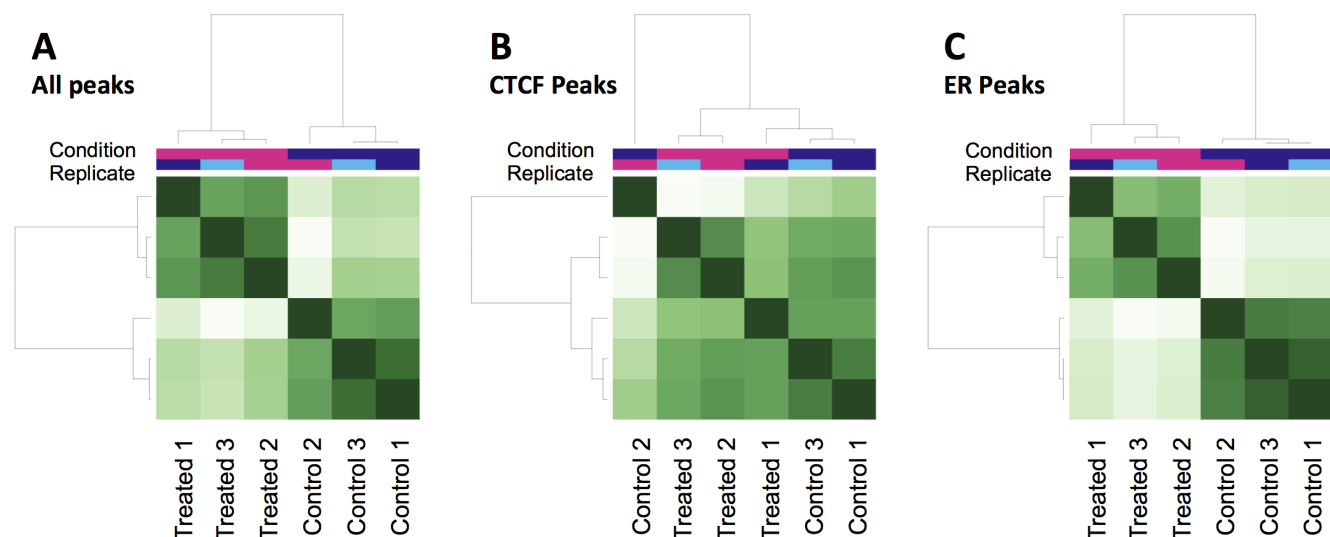 A
All peaks
Condition
Replicate
Treated 1
Treated 3
Treated 2
Control 2
Control 3
Control 1
B
CTCF Peaks
Condition
Replicate
Control 2
Treated 3
Treated 2
Treated 1
Control 3
Control 1
C
ER Peaks
Condition
Replicate
Treated 1
Treated 3
Treated 2
Control 2
Control 3
Control 1